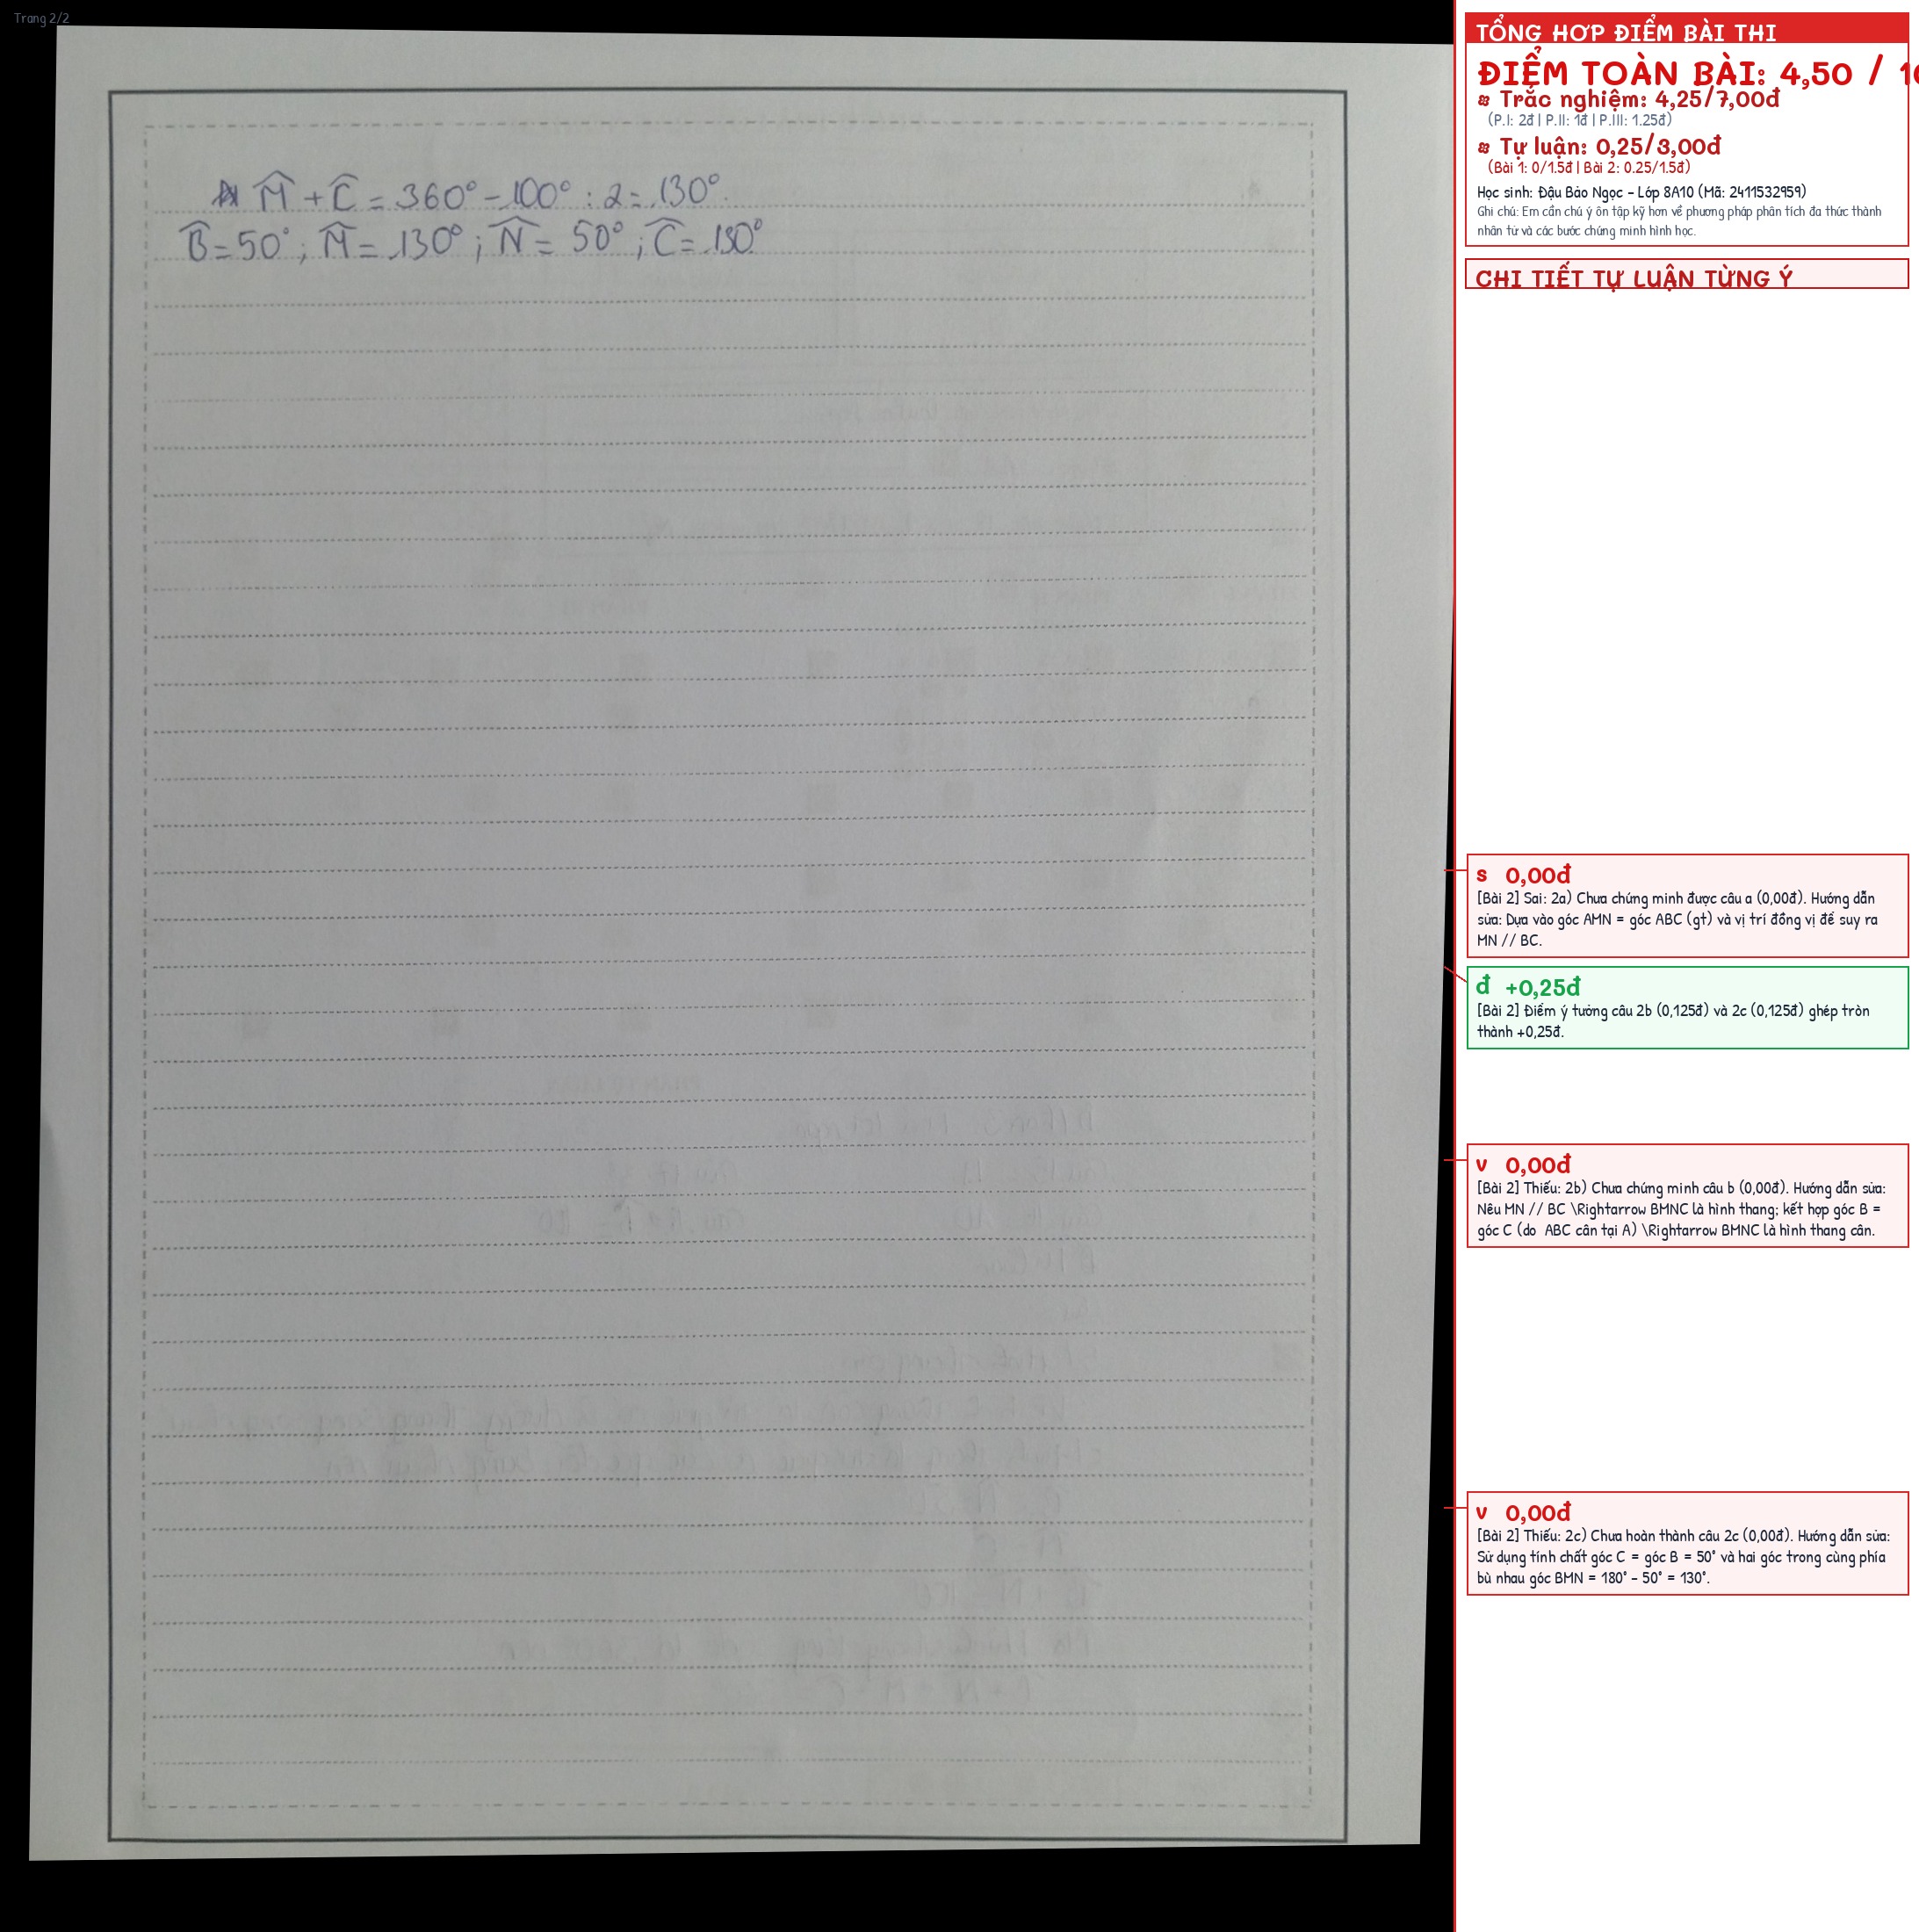 Trang 2/2
M̂ + Ĉ = 360° - 100° : 2 = 130°.
B̂ = 50°; M̂ = 130°; N̂ = 50°; Ĉ = 130°
TỔNG HỢP ĐIỂM BÀI THI
ĐIỂM TOÀN BÀI: 4,50 / 10
Trắc nghiệm: 4,25/7,00đ
(P.I: 2đ | P.II: 1đ | P.III: 1.25đ)
Tự luận: 0,25/3,00đ
(Bài 1: 0/1.5đ | Bài 2: 0.25/1.5đ)
Học sinh: Đậu Bảo Ngọc - Lớp 8A10 (Mã: 2411532959)
Ghi chú: Em cần chú ý ôn tập kỹ hơn về phương pháp phân tích đa thức thành
nhân tử và các bước chứng minh hình học.
CHI TIẾT TỰ LUẬN TỪNG Ý
s 0,00đ
[Bài 2] Sai: 2a) Chưa chứng minh được câu a (0,00đ). Hướng dẫn
sửa: Dựa vào góc AMN = góc ABC (gt) và vị trí đồng vị để suy ra
MN // BC.
đ +0,25đ
[Bài 2] Điểm ý tưởng câu 2b (0,125đ) và 2c (0,125đ) ghép tròn
thành +0,25đ.
v 0,00đ
[Bài 2] Thiếu: 2b) Chưa chứng minh câu b (0,00đ). Hướng dẫn sửa:
Nêu MN // BC \Rightarrow BMNC là hình thang; kết hợp góc B =
góc C (do ABC cân tại A) \Rightarrow BMNC là hình thang cân.
v 0,00đ
[Bài 2] Thiếu: 2c) Chưa hoàn thành câu 2c (0,00đ). Hướng dẫn sửa:
Sử dụng tính chất góc C = góc B = 50° và hai góc trong cùng phía
bù nhau góc BMN = 180° - 50° = 130°.